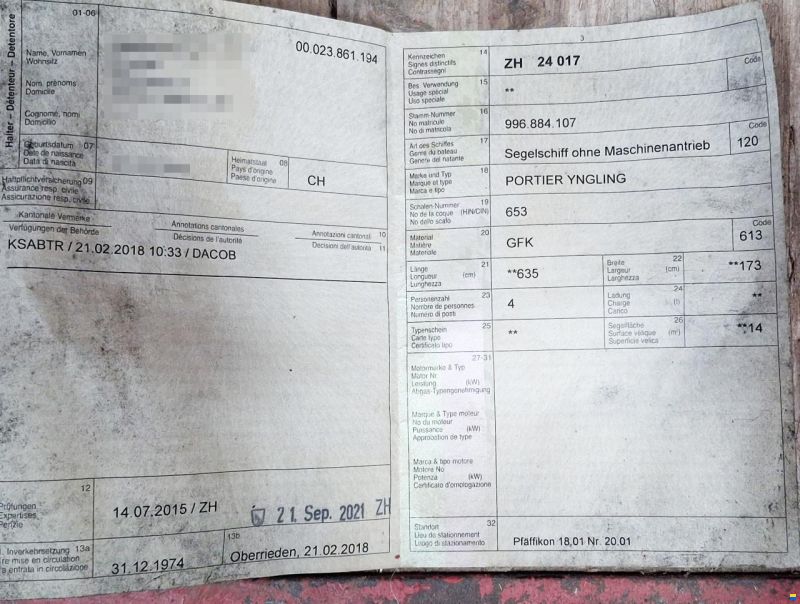 01-06
2
Halter – Détenteur – Detentore
Name, Vornamen
Wohnsitz
Nom, prénoms
Domicile
Cognome, nomi
Domicilio
00.023.861.194
Geburtsdatum 07
Date de naissance
Data di nascita
Heimatstaat 08
Pays d'origine
Paese d'origine
CH
Haftpflichtversicherung 09
Assurance resp. civile
Assicurazione resp. civile
Kantonale Vermerke Annotations cantonales Annotazioni cantonali 10
Verfügungen der Behörde Décisions de l'autorité Decisioni dell'autorità 11
KSABTR / 21.02.2018 10:33 / DACOB
12
Prüfungen
Expertises
Perizie
14.07.2015 / ZH
21. Sep. 2021 ZH
1. Inverkehrsetzung 13a
re mise en circulation
a entrata in circolazione
31.12.1974
13b
Oberrieden, 21.02.2018
3
Kennzeichen 14
Signes distinctifs
Contrassegni
ZH 24 017
Bes. Verwendung 15
Usage spécial
Uso speciale
**
Code
Stamm-Nummer 16
No matricule
No di matricola
996.884.107
Art des Schiffes 17
Genre du bateau
Genere del natante
Segelschiff ohne Maschinenantrieb
Code
120
Marke und Typ 18
Marque et type
Marca e tipo
PORTIER YNGLING
Schalen-Nummer 19
No de la coque (HIN/CIN)
No dello scafo
653
Material 20
Matière
Materiale
GFK
Code
613
Länge 21
Longueur (cm)
Lunghezza
**635
Breite 22
Largeur (cm)
Larghezza
**173
Personenzahl 23
Nombre de personnes
Numero di posti
4
Ladung 24
Charge (t)
Carico
**
Typenschein 25
Carte type
Certificato tipo
**
Segelfläche 26
Surface vélique (m²)
Superficie velica
**14
27-31
Motormarke & Typ
Motor Nr.
Leistung (kW)
Abgas-Typengenehmigung
Marque & Type moteur
No du moteur
Puissance (kW)
Approbation de type
Marca & tipo motore
Motore No
Potenza (kW)
Certificato d'omologazione
Standort 32
Lieu de stationnement
Luogo di stazionamento
Pfäffikon 18.01 Nr. 20.01